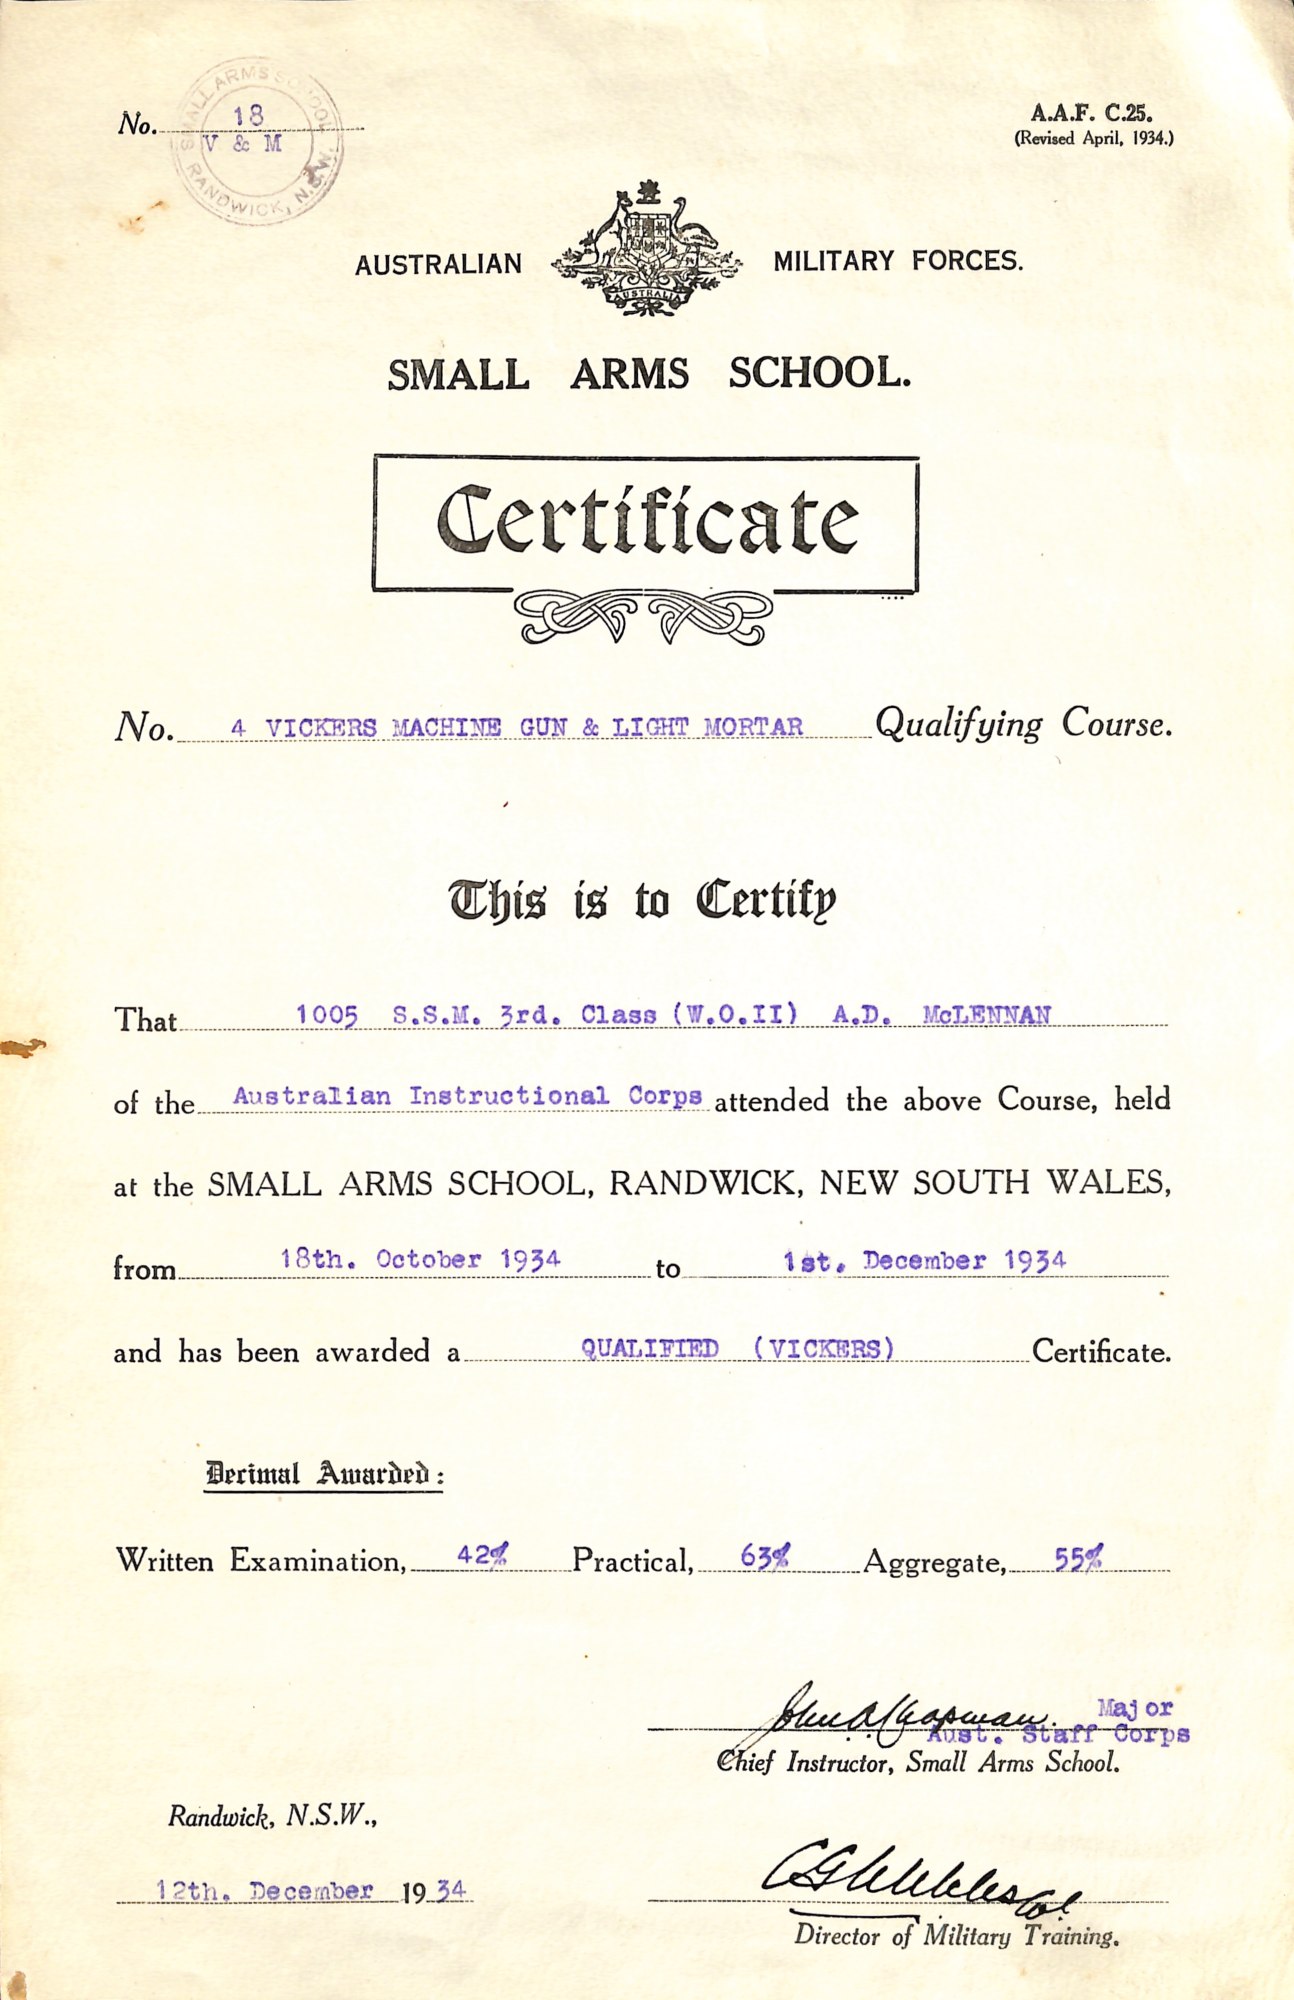 SMALL ARMS SCHOOL
RANDWICK, N.S.W.
No. 18
V & M
A.A.F. C.25.
(Revised April, 1934.)
AUSTRALIAN MILITARY FORCES.
AUSTRALIA
SMALL ARMS SCHOOL.
Certificate
No. 4 VICKERS MACHINE GUN & LIGHT MORTAR Qualifying Course.
This is to Certify
That 1005 S.S.M. 3rd. Class (W.O.II) A.D. McLENNAN
of the Australian Instructional Corps attended the above Course, held
at the SMALL ARMS SCHOOL, RANDWICK, NEW SOUTH WALES,
from 18th. October 1934 to 1st. December 1934
and has been awarded a QUALIFIED (VICKERS) Certificate.
Decimal Awarded:
Written Examination, 42% Practical, 63% Aggregate, 55%
John A Chapman. Major
Aust. Staff Corps
Chief Instructor, Small Arms School.
Randwick, N.S.W.,
12th. December 1934
Col
Director of Military Training.